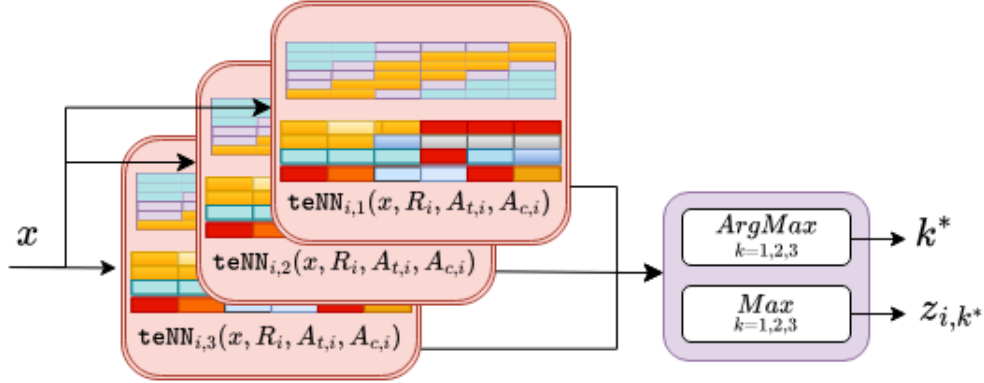 teNN_{i,1}(x, R_i, A_{t,i}, A_{c,i})
x
teNN_{i,2}(x, R_i, A_{t,i}, A_{c,i})
teNN_{i,3}(x, R_i, A_{t,i}, A_{c,i})
ArgMax
k=1,2,3
k*
Max
k=1,2,3
z_{i,k*}